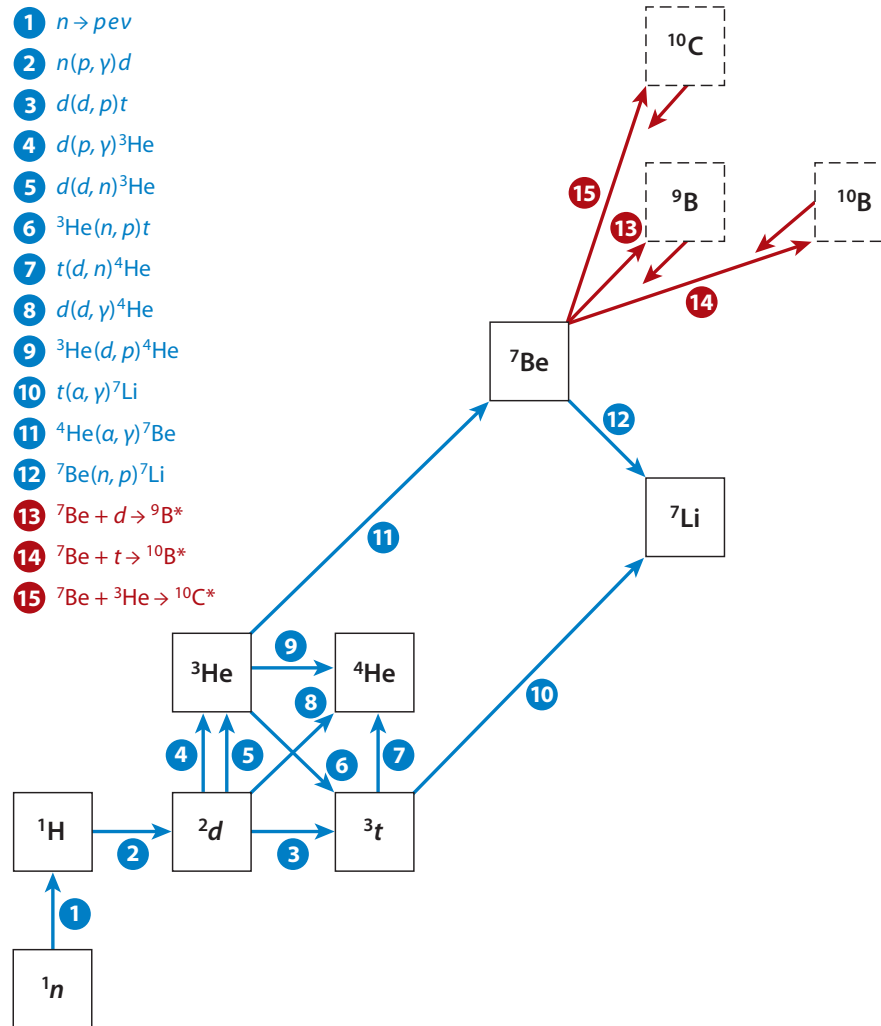 1 n → peν
2 n(p, γ)d
3 d(d, p)t
4 d(p, γ)³He
5 d(d, n)³He
6 ³He(n, p)t
7 t(d, n)⁴He
8 d(d, γ)⁴He
9 ³He(d, p)⁴He
10 t(α, γ)⁷Li
11 ⁴He(α, γ)⁷Be
12 ⁷Be(n, p)⁷Li
13 ⁷Be + d → ⁹B*
14 ⁷Be + t → ¹⁰B*
15 ⁷Be + ³He → ¹⁰C*
¹⁰C
15
13
⁹B
¹⁰B
14
⁷Be
12
⁷Li
11
³He
9
⁴He
8
10
4
5
6
7
¹H
2
²d
3
³t
1
¹n